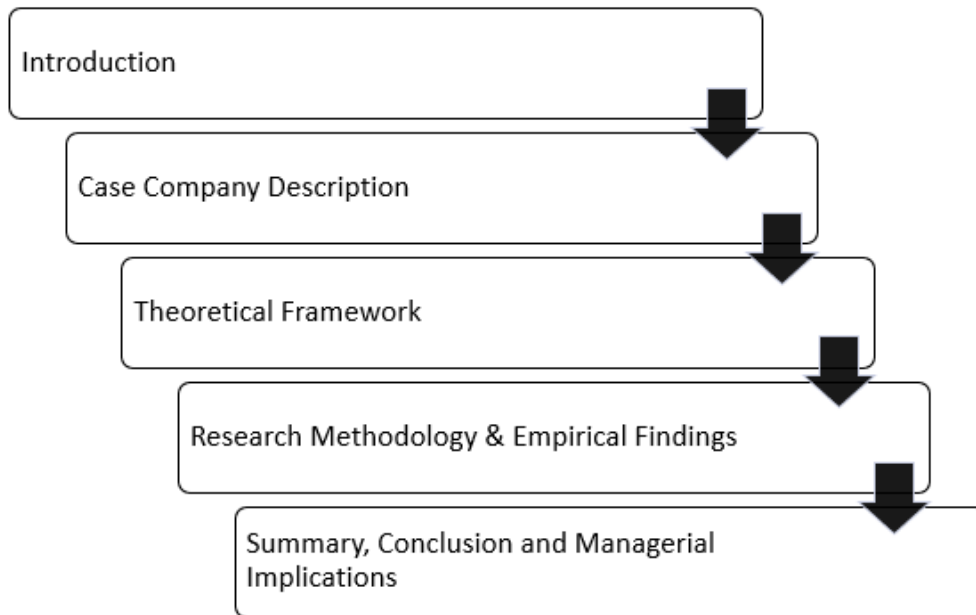 Introduction
Case Company Description
Theoretical Framework
Research Methodology & Empirical Findings
Summary, Conclusion and Managerial
Implications